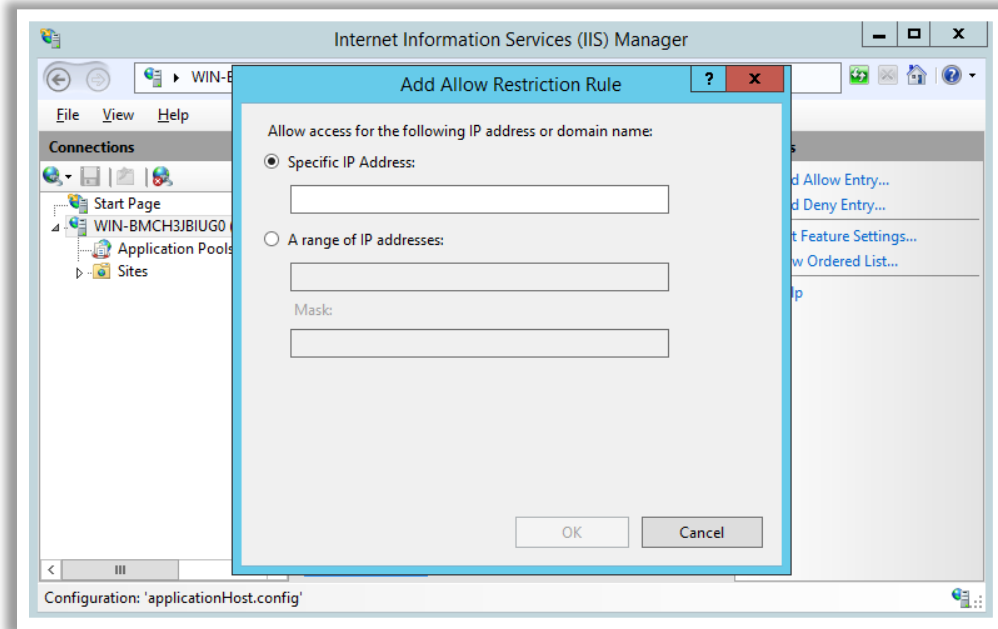 Internet Information Services (IIS) Manager
WIN-
Add Allow Restriction Rule
File View Help
Allow access for the following IP address or domain name:
Connections
Specific IP Address:
Allow Entry...
Start Page
Deny Entry...
WIN-BMCH3JBIUG0
A range of IP addresses:
Feature Settings...
Application Pools
Ordered List...
Sites
Mask:
OK Cancel
Configuration: 'applicationHost.config'